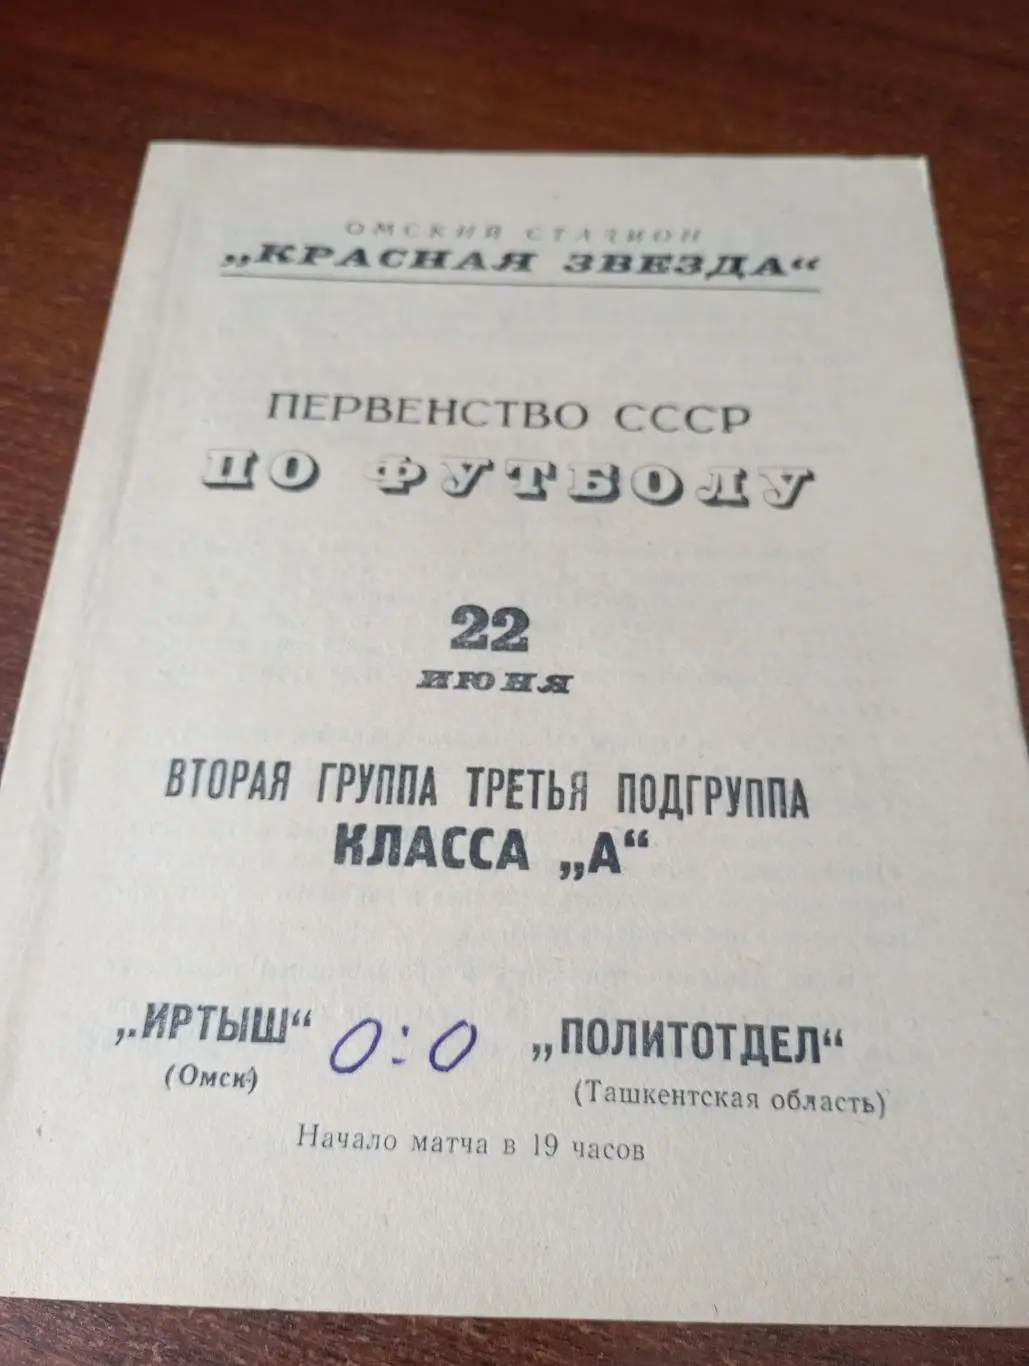 ОМСКИЙ СТАДИОН
„КРАСНАЯ ЗВЕЗДА“
ПЕРВЕНСТВО СССР
ПО ФУТБОЛУ
22
ИЮНЯ
ВТОРАЯ ГРУППА ТРЕТЬЯ ПОДГРУППА
КЛАССА „А“
„ИРТЫШ“ 0:0 „ПОЛИТОТДЕЛ“
(Омск) (Ташкентская область)
Начало матча в 19 часов